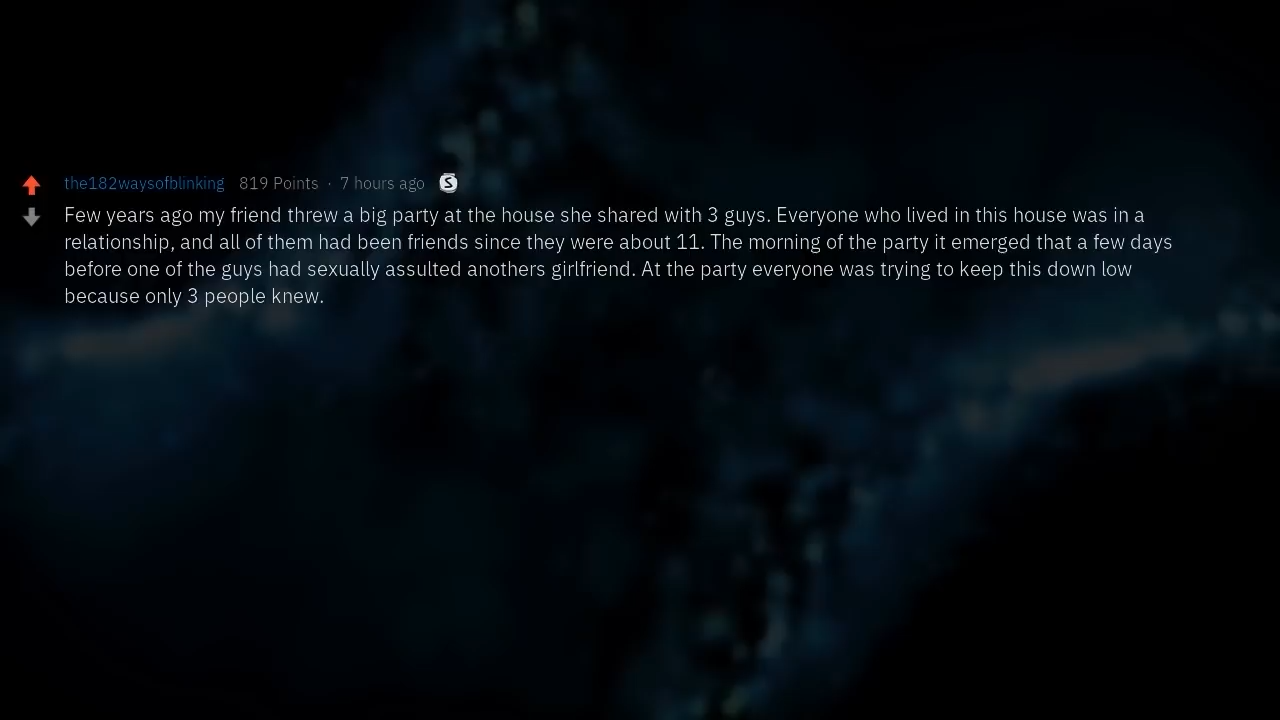 the182waysofblinking 819 Points · 7 hours ago S
Few years ago my friend threw a big party at the house she shared with 3 guys. Everyone who lived in this house was in a
relationship, and all of them had been friends since they were about 11. The morning of the party it emerged that a few days
before one of the guys had sexually assulted anothers girlfriend. At the party everyone was trying to keep this down low
because only 3 people knew.